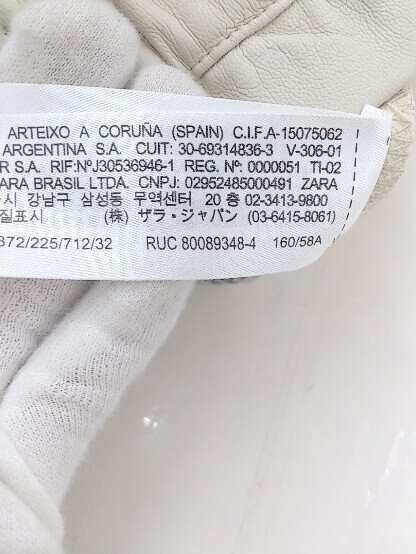 ARTEIXO A CORUÑA (SPAIN) C.I.F.A-15075062
ARGENTINA S.A. CUIT: 30-69314836-3 V-306-01
R S.A. RIF:NºJ30536946-1 REG. Nº: 0000051 TI-02
ARA BRASIL LTDA. CNPJ: 02952485000491 ZARA
시 강남구 삼성동 무역센터 20 층 02-3413-9800
질표시 (株) ザラ・ジャパン (03-6415-8061)
372/225/712/32 RUC 80089348-4 160/58A